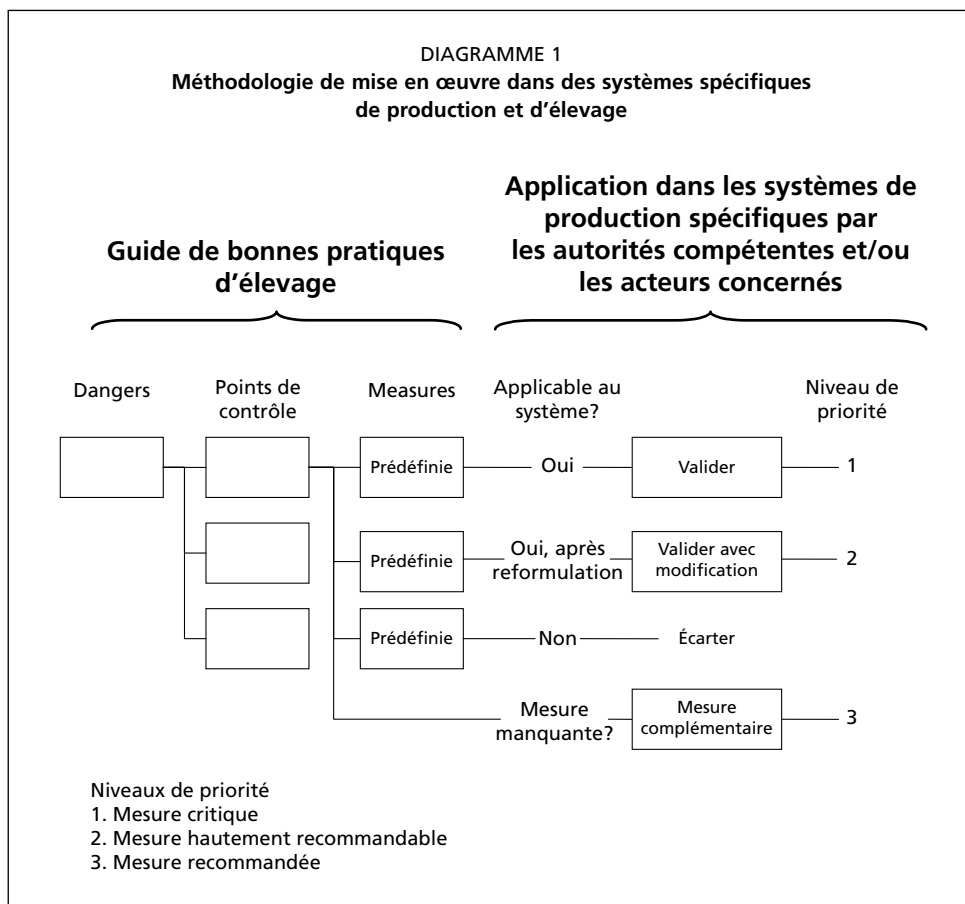 DIAGRAMME 1
Méthodologie de mise en œuvre dans des systèmes spécifiques
de production et d’élevage
Guide de bonnes pratiques
d’élevage
Application dans les systèmes de
production spécifiques par
les autorités compétentes et/ou
les acteurs concernés
Dangers
Points de
contrôle
Measures
Applicable au
système?
Niveau de
priorité
Prédéfinie
Oui
Valider
1
Prédéfinie
Oui, après
reformulation
Valider avec
modification
2
Prédéfinie
Non
Écarter
Mesure
manquante?
Mesure
complémentaire
3
Niveaux de priorité
1. Mesure critique
2. Mesure hautement recommandable
3. Mesure recommandée